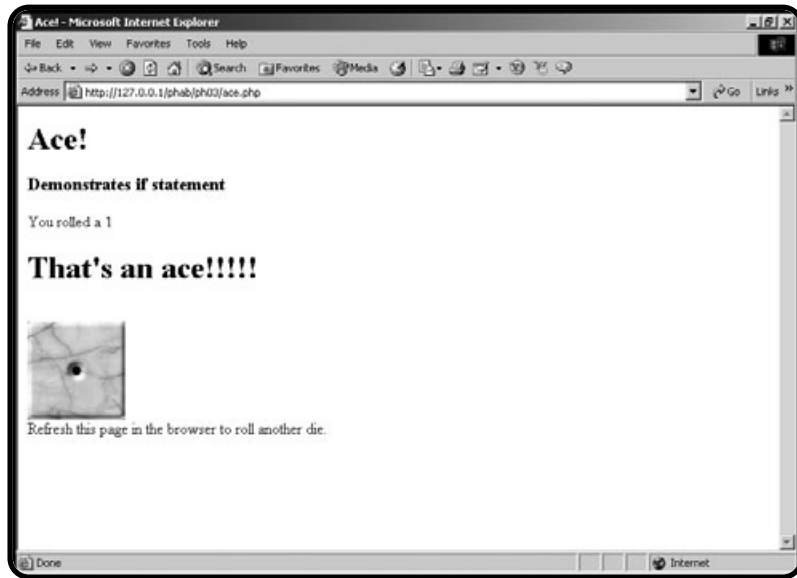 Ace! - Microsoft Internet Explorer
File Edit View Favorites Tools Help
Back Search Favorites Media
Address http://127.0.0.1/phab/ph03/ace.php Go Links »
Ace!
Demonstrates if statement
You rolled a 1
That's an ace!!!!!
Refresh this page in the browser to roll another die.
Done Internet